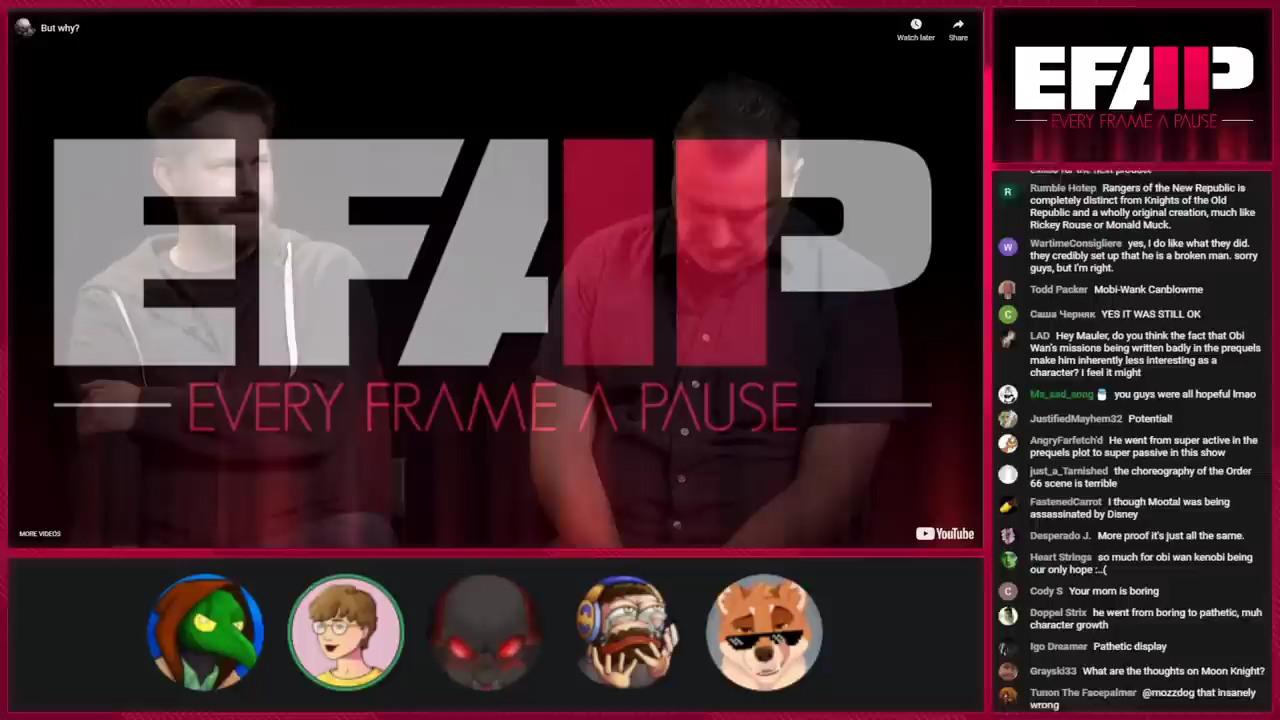 But why?
Watch later
Share
EFAP
EVERY FRAME A PAUSE
MORE VIDEOS
YouTube
EFAP
EVERY FRAME A PAUSE
Rumble Hotep Rangers of the New Republic is
completely distinct from Knights of the Old
Republic and a wholly original creation, much like
Rickey Rouse or Monald Muck.
WartimeConsigliere yes, I do like what they did.
they credibly set up that he is a broken man. sorry
guys, but I'm right.
Todd Packer Mobi-Wank Canblowme
Саша Черняк YES IT WAS STILL OK
LAD Hey Mauler, do you think the fact that Obi
Wan's missions being written badly in the prequels
make him inherently less interesting as a
character? I feel it might
Ms_sad_song you guys were all hopeful lmao
JustifiedMayhem32 Potential!
AngryFarfetch'd He went from super active in the
prequels plot to super passive in this show
just_a_Tarnished the choreography of the Order
66 scene is terrible
FastenedCarrot I though Mootal was being
assassinated by Disney
Desperado J. More proof it's just all the same.
Heart Strings so much for obi wan kenobi being
our only hope :..(
Cody S Your mom is boring
Doppel Strix he went from boring to pathetic, muh
character growth
Igo Dreamer Pathetic display
Grayski33 What are the thoughts on Moon Knight?
Tuxon The Facepalmer @mozzdog that insanely
wrong